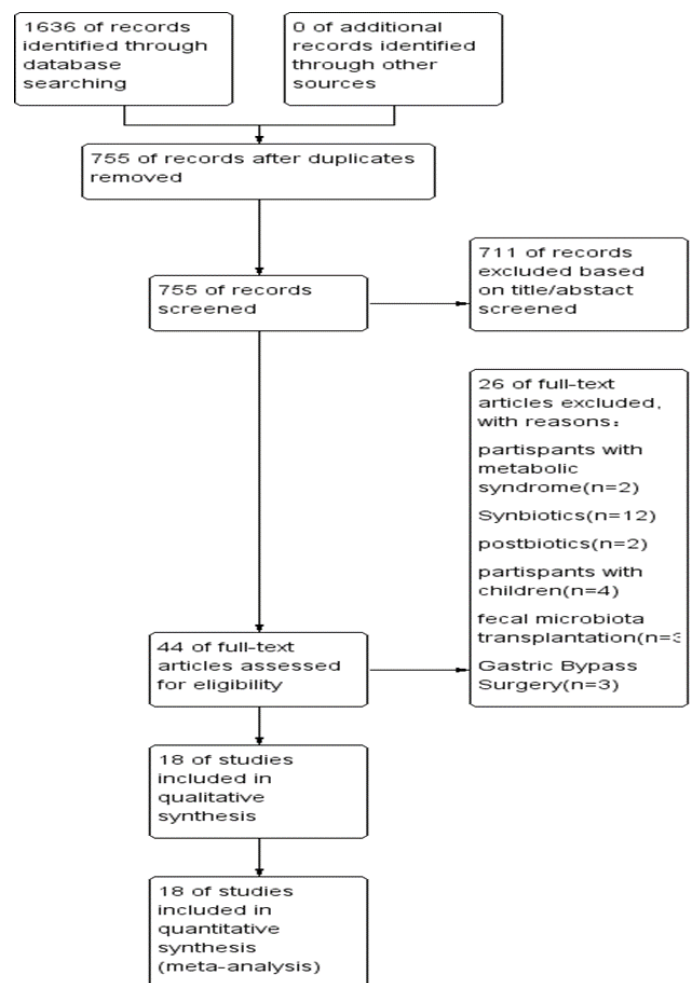 1636 of records
identified through
database
searching
0 of additional
records identified
through other
sources
755 of records after duplicates
removed
755 of records
screened
711 of records
excluded based
on title/abstact
screened
26 of full-text
articles excluded,
with reasons:
partispants with
metabolic
syndrome(n=2)
Synbiotics(n=12)
postbiotics(n=2)
partispants with
children(n=4)
fecal microbiota
Gastric Bypass
Surgery(n=3)
44 of full-text
articles assessed
for eligibility
18 of studies
included in
qualitative
synthesis
18 of studies
included in
quantitative
synthesis
(meta-analysis)